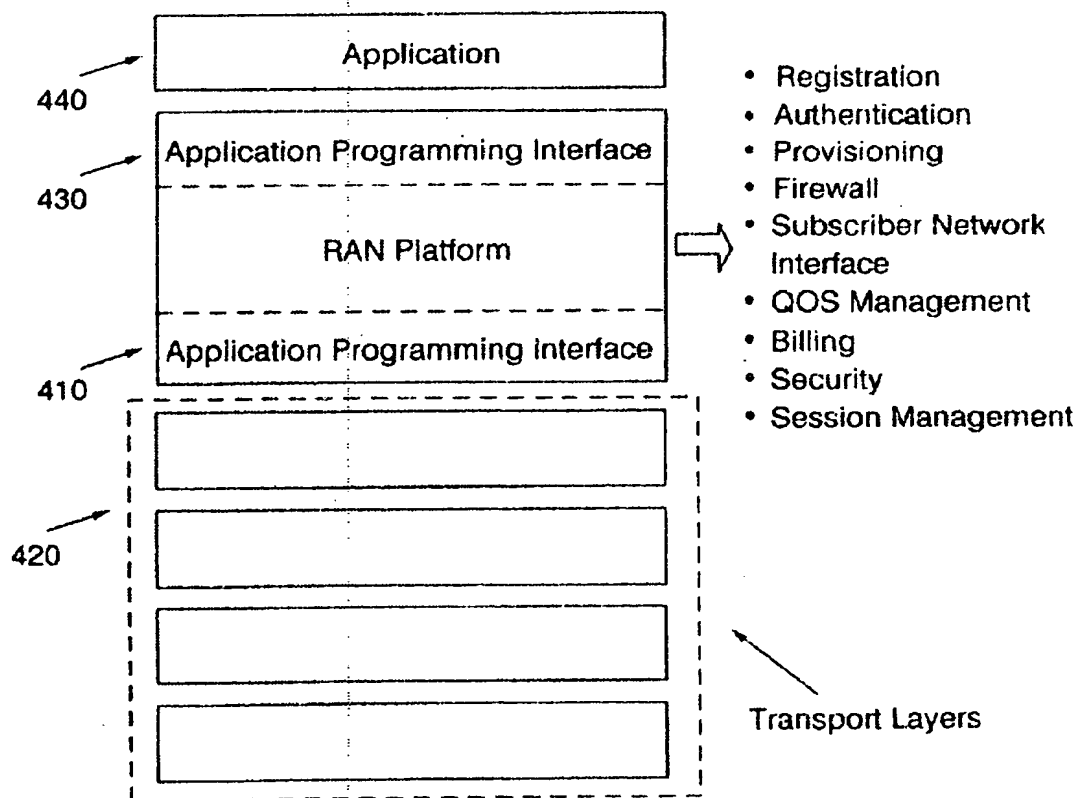 Application
440
Application Programming Interface
430
RAN Platform
Application Programming Interface
410
420
• Registration
• Authentication
• Provisioning
• Firewall
• Subscriber Network
Interface
• QOS Management
• Billing
• Security
• Session Management
Transport Layers